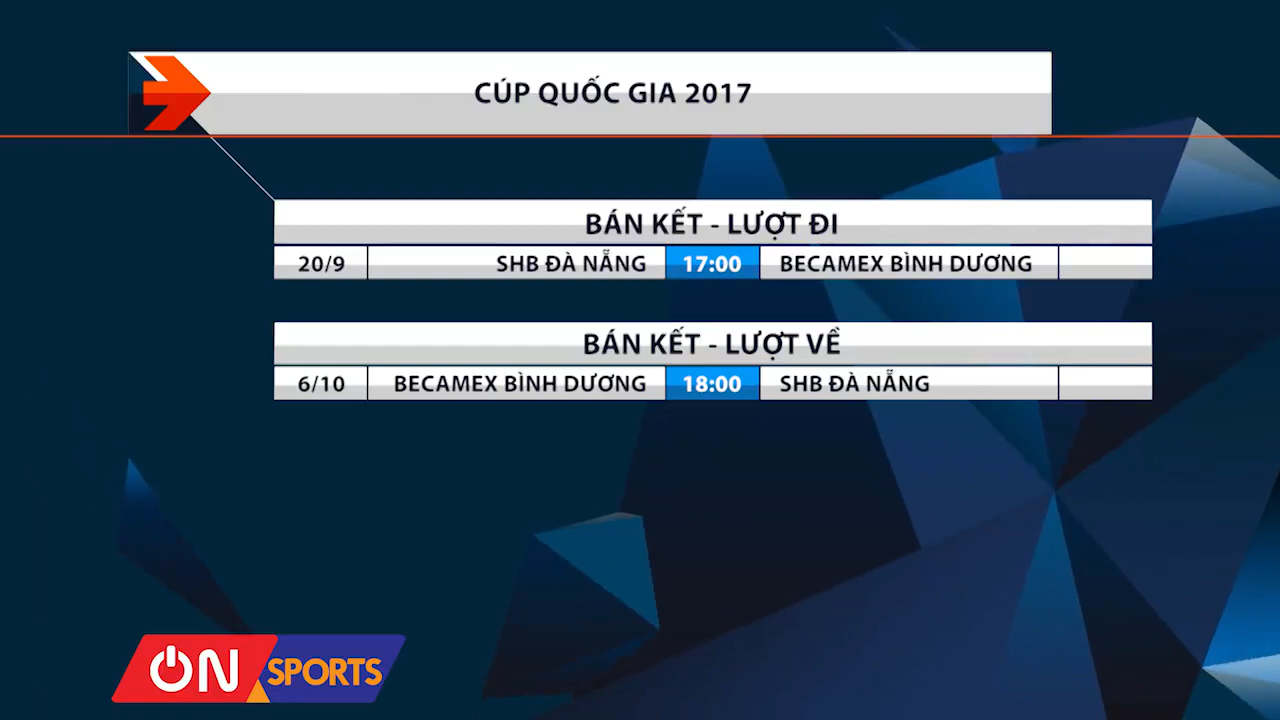 CÚP QUỐC GIA 2017
BÁN KẾT - LƯỢT ĐI
20/9 SHB ĐÀ NẴNG 17:00 BECAMEX BÌNH DƯƠNG
BÁN KẾT - LƯỢT VỀ
6/10 BECAMEX BÌNH DƯƠNG 18:00 SHB ĐÀ NẴNG
ON SPORTS